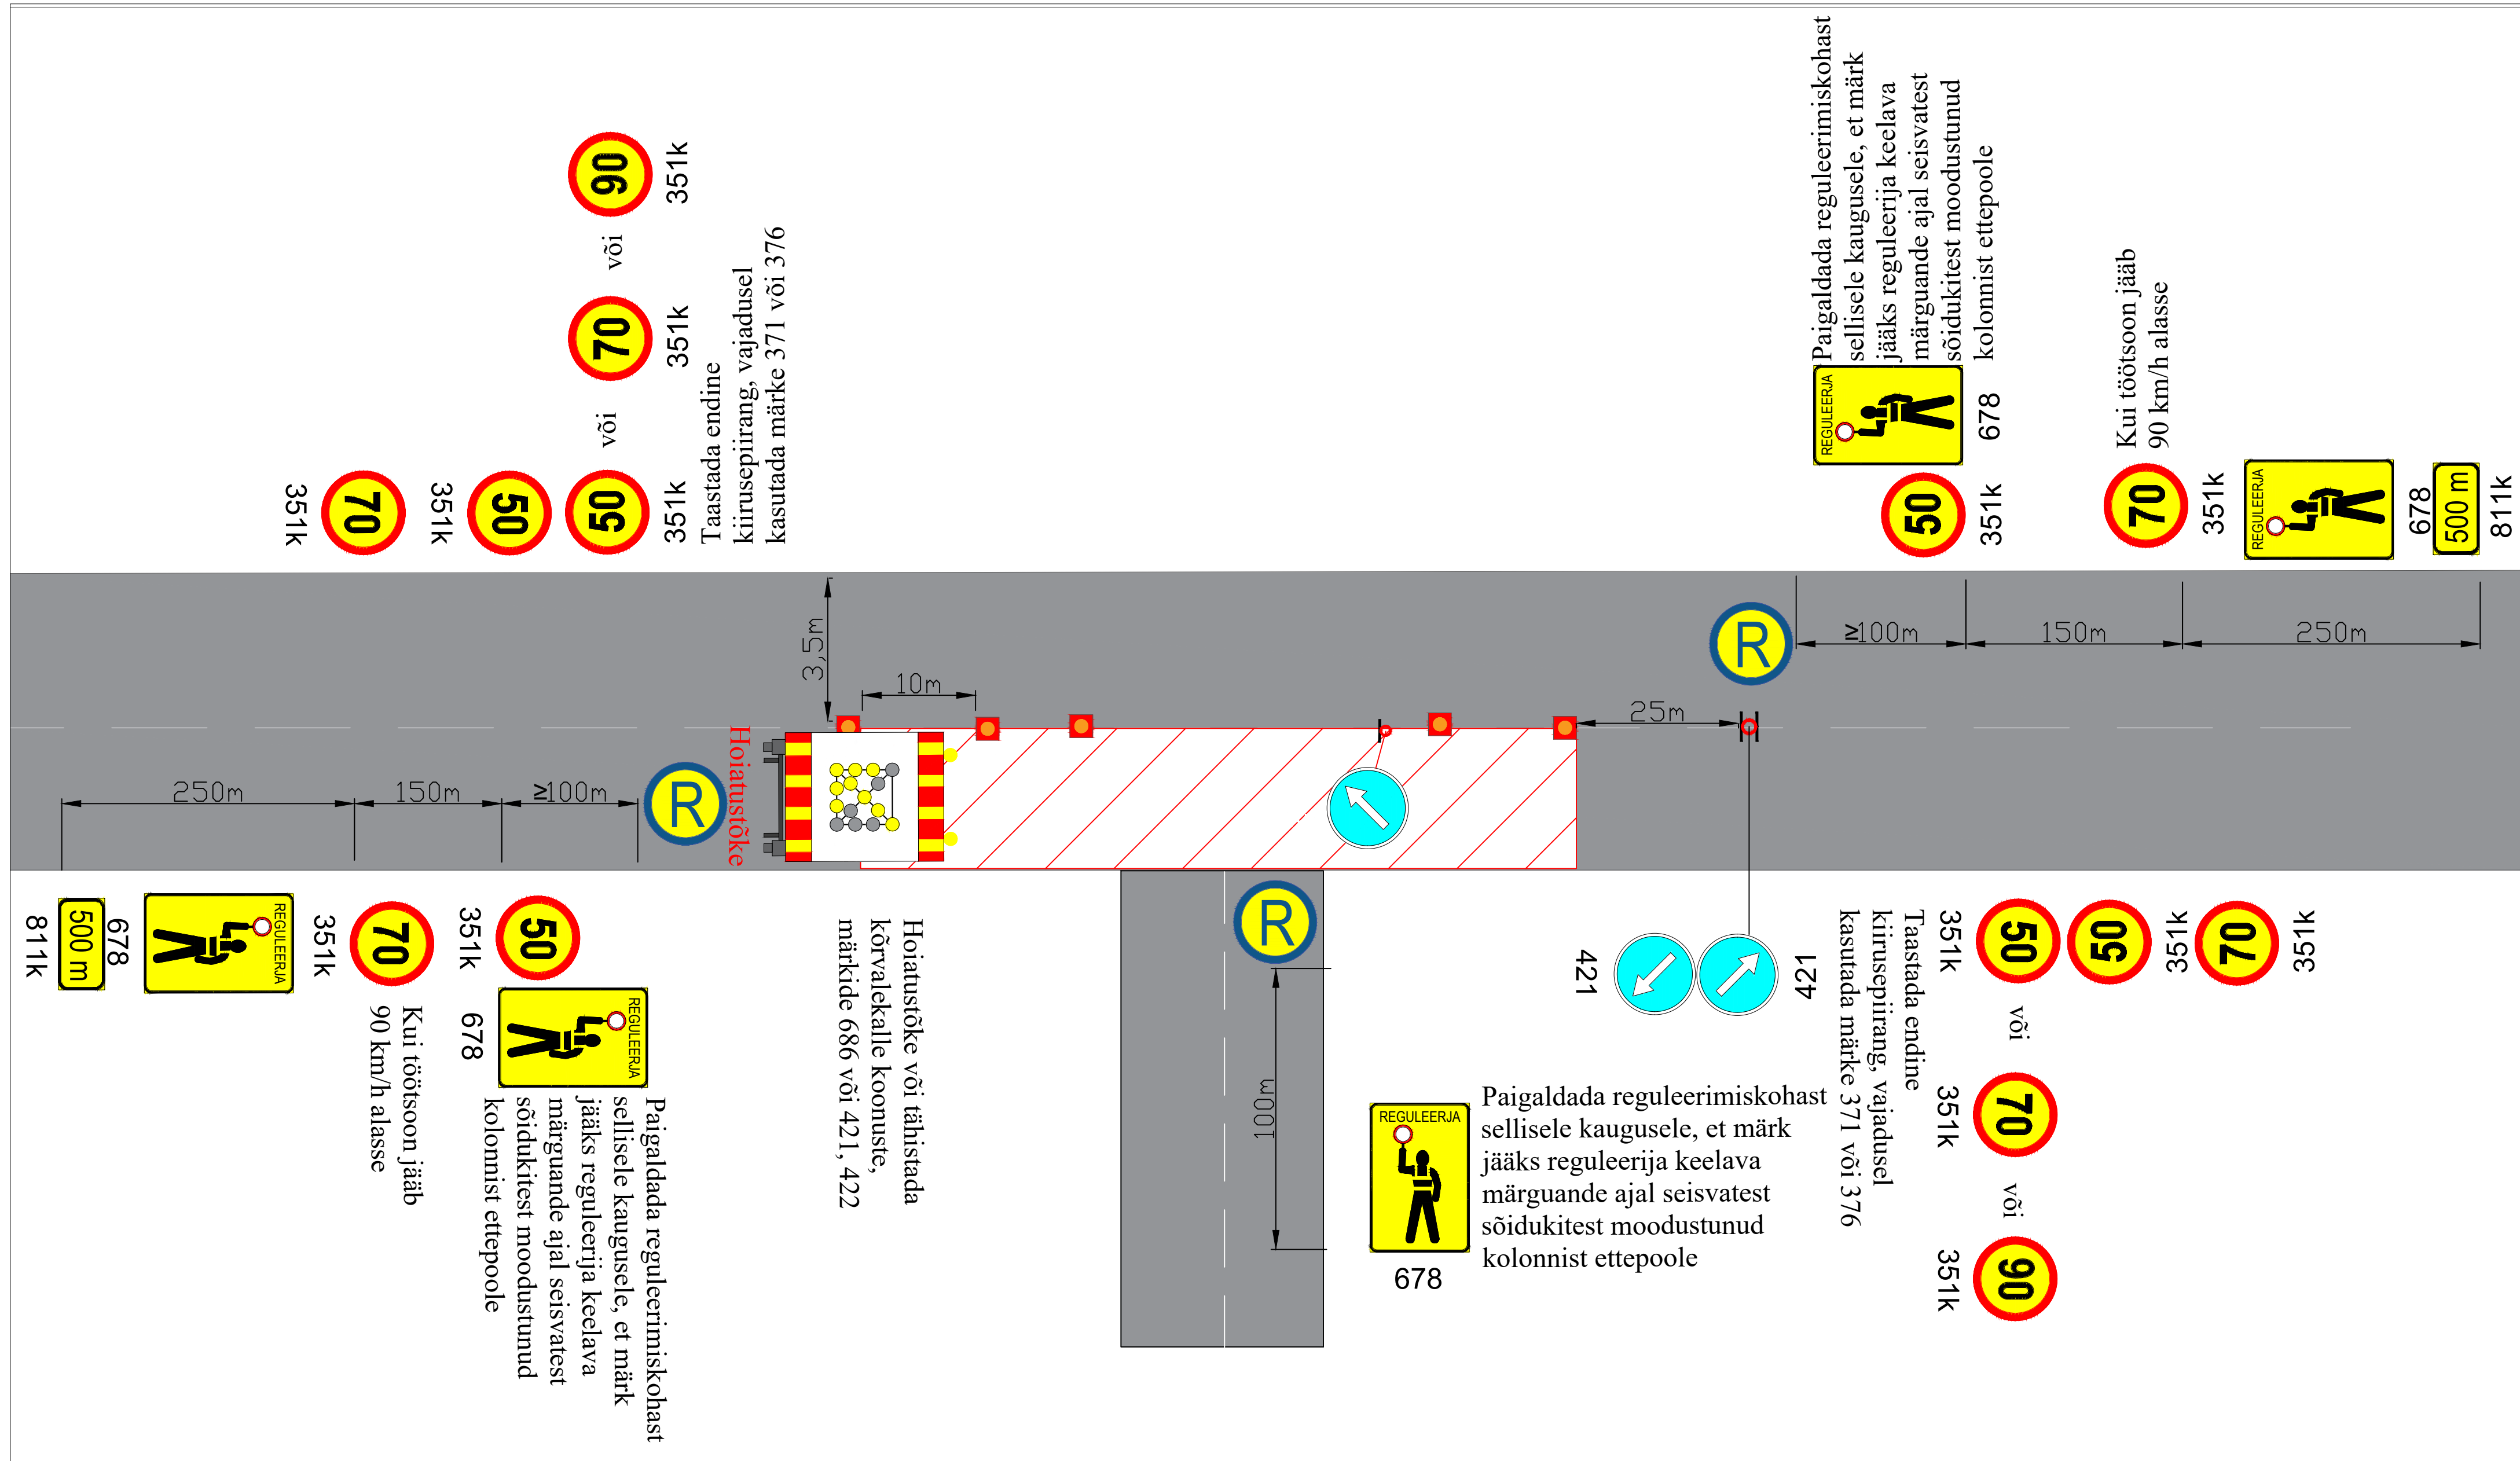 90
351k
või
70
351k
või
50
351k
Taastada endine
kiirusepiirang, vajadusel
kasutada märke 371 või 376
351k
70
351k
50
Paigaldada reguleerimiskohast
sellisele kaugusele, et märk
jääks reguleerija keelava
märguande ajal seisvatest
sõidukitest moodustunud
kolonnist ettepoole
REGULEERJA
678
50
351k
Kui töötsoon jääb
90 km/h alasse
70
351k
REGULEERJA
678
500 m
811k
3,5m
10m
25m
R
≥100m
150m
250m
250m
150m
≥100m
R
Hoiatustõke
811k
500 m
678
REGULEERJA
351k
70
Kui töötsoon jääb
90 km/h alasse
351k
50
678
REGULEERJA
Paigaldada reguleerimiskohast
sellisele kaugusele, et märk
jääks reguleerija keelava
märguande ajal seisvatest
sõidukitest moodustunud
kolonnist ettepoole
Hoiatustõke või tähistada
kõrvalekalle koonuste,
märkide 686 või 421, 422
R
100m
REGULEERJA
678
Paigaldada reguleerimiskohast
sellisele kaugusele, et märk
jääks reguleerija keelava
märguande ajal seisvatest
sõidukitest moodustunud
kolonnist ettepoole
421
421
Taastada endine
kiirusepiirang, vajadusel
kasutada märke 371 või 376
351k
50
või
351k
70
või
351k
90
50
351k
70
351k